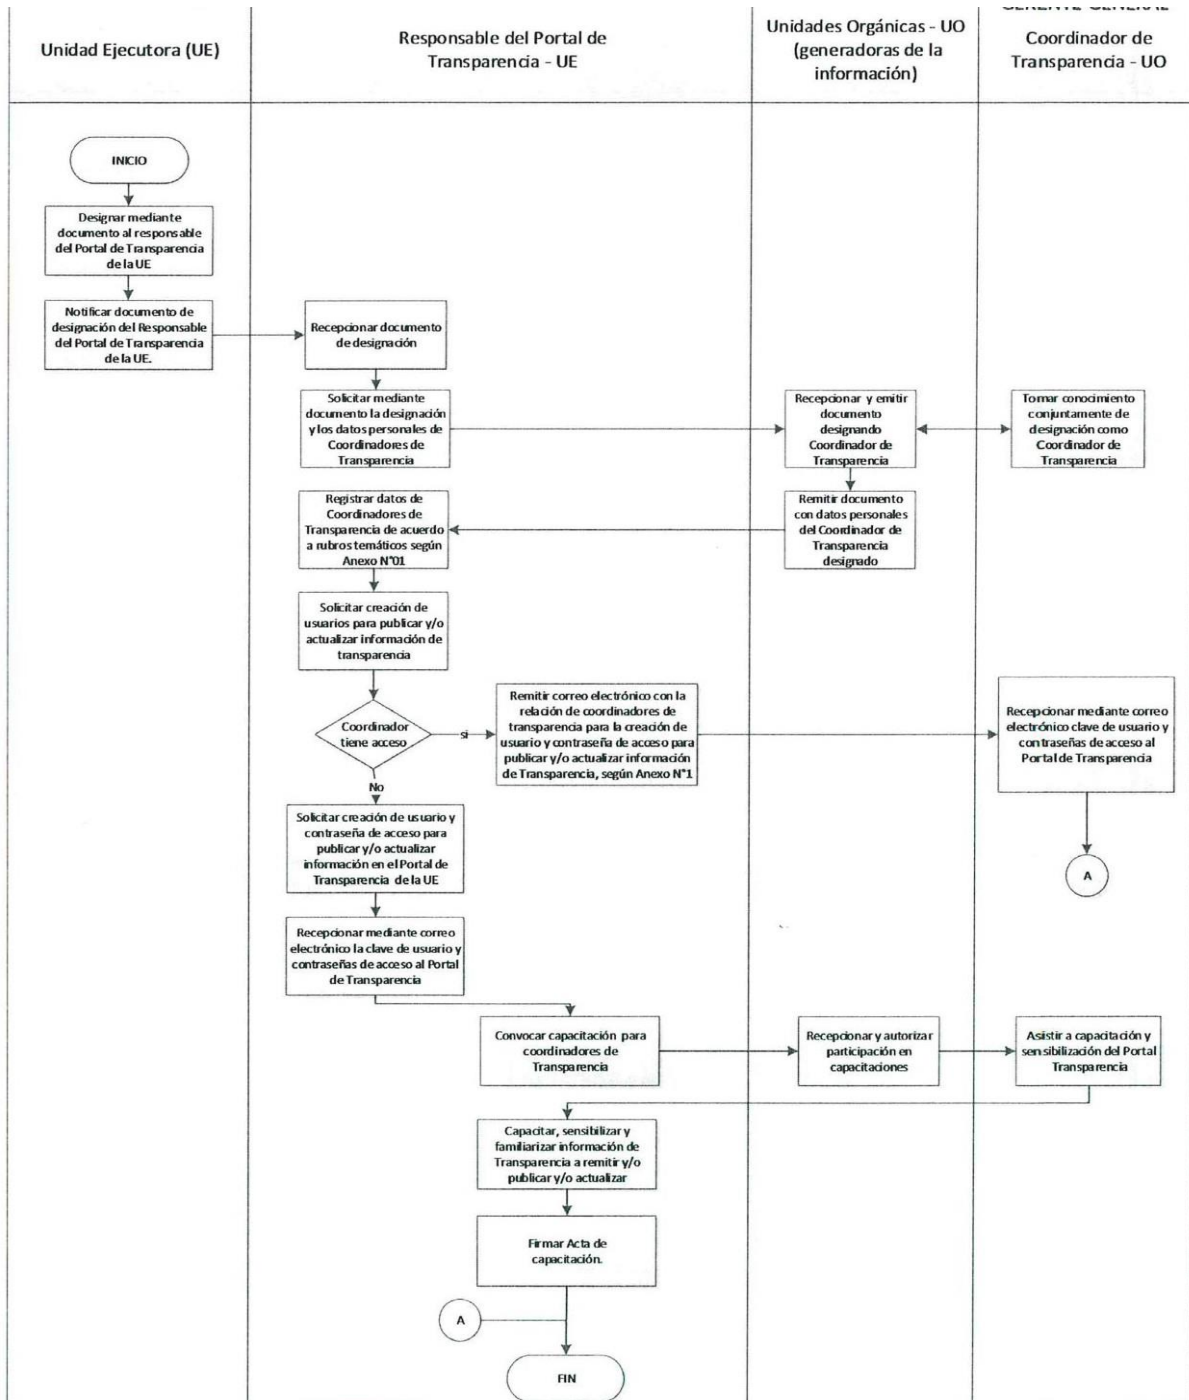 Unidad Ejecutora (UE)
Responsable del Portal de
Transparencia - UE
Unidades Orgánicas - UO
(generadoras de la
información)
Coordinador de
Transparencia - UO
INICIO
Designar mediante
documento al responsable
del Portal de Transparencia
de la UE
Notificar documento de
designación del Responsable
del Portal de Transparencia
de la UE.
Recepcionar documento
de designación
Solicitar mediante
documento la designación
y los datos personales de
Coordinadores de
Transparencia
Recepcionar y emitir
documento
designando
Coordinador de
Transparencia
Tomar conocimiento
conjuntamente de
designación como
Coordinador de
Transparencia
Registrar datos de
Coordinadores de
Transparencia de acuerdo
a rubros temáticos según
Anexo N°01
Remitir documento
con datos personales
del Coordinador de
Transparencia
designado
Solicitar creación de
usuarios para publicar y/o
actualizar información de
transparencia
Coordinador
tiene acceso
si
Remitir correo electrónico con la
relación de coordinadores de
transparencia para la creación de
usuario y contraseña de acceso para
publicar y/o actualizar información
de Transparencia, según Anexo N°1
Recepcionar mediante correo
electrónico clave de usuario y
contraseñas de acceso al
Portal de Transparencia
No
Solicitar creación de usuario y
contraseña de acceso para
publicar y/o actualizar
información en el Portal de
Transparencia de la UE
A
Recepcionar mediante correo
electrónico la clave de usuario y
contraseñas de acceso al Portal
de Transparencia
Convocar capacitación para
coordinadores de
Transparencia
Recepcionar y autorizar
participación en
capacitaciones
Asistir a capacitación y
sensibilización del Portal
Transparencia
Capacitar, sensibilizar y
familiarizar información de
Transparencia a remitir y/o
publicar y/o actualizar
Firmar Acta de
capacitación.
A
FIN